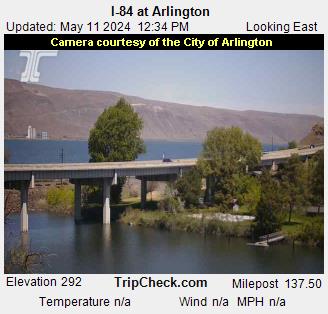 I-84 at Arlington
Updated: May 11 2024 12:34 PM Looking East
Camera courtesy of the City of Arlington
Elevation 292 TripCheck.com Milepost 137.50
Temperature n/a Wind n/a MPH n/a